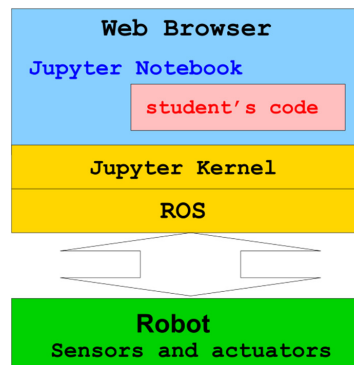 Web Browser
Jupyter Notebook
student's code
Jupyter Kernel
ROS
Robot
Sensors and actuators